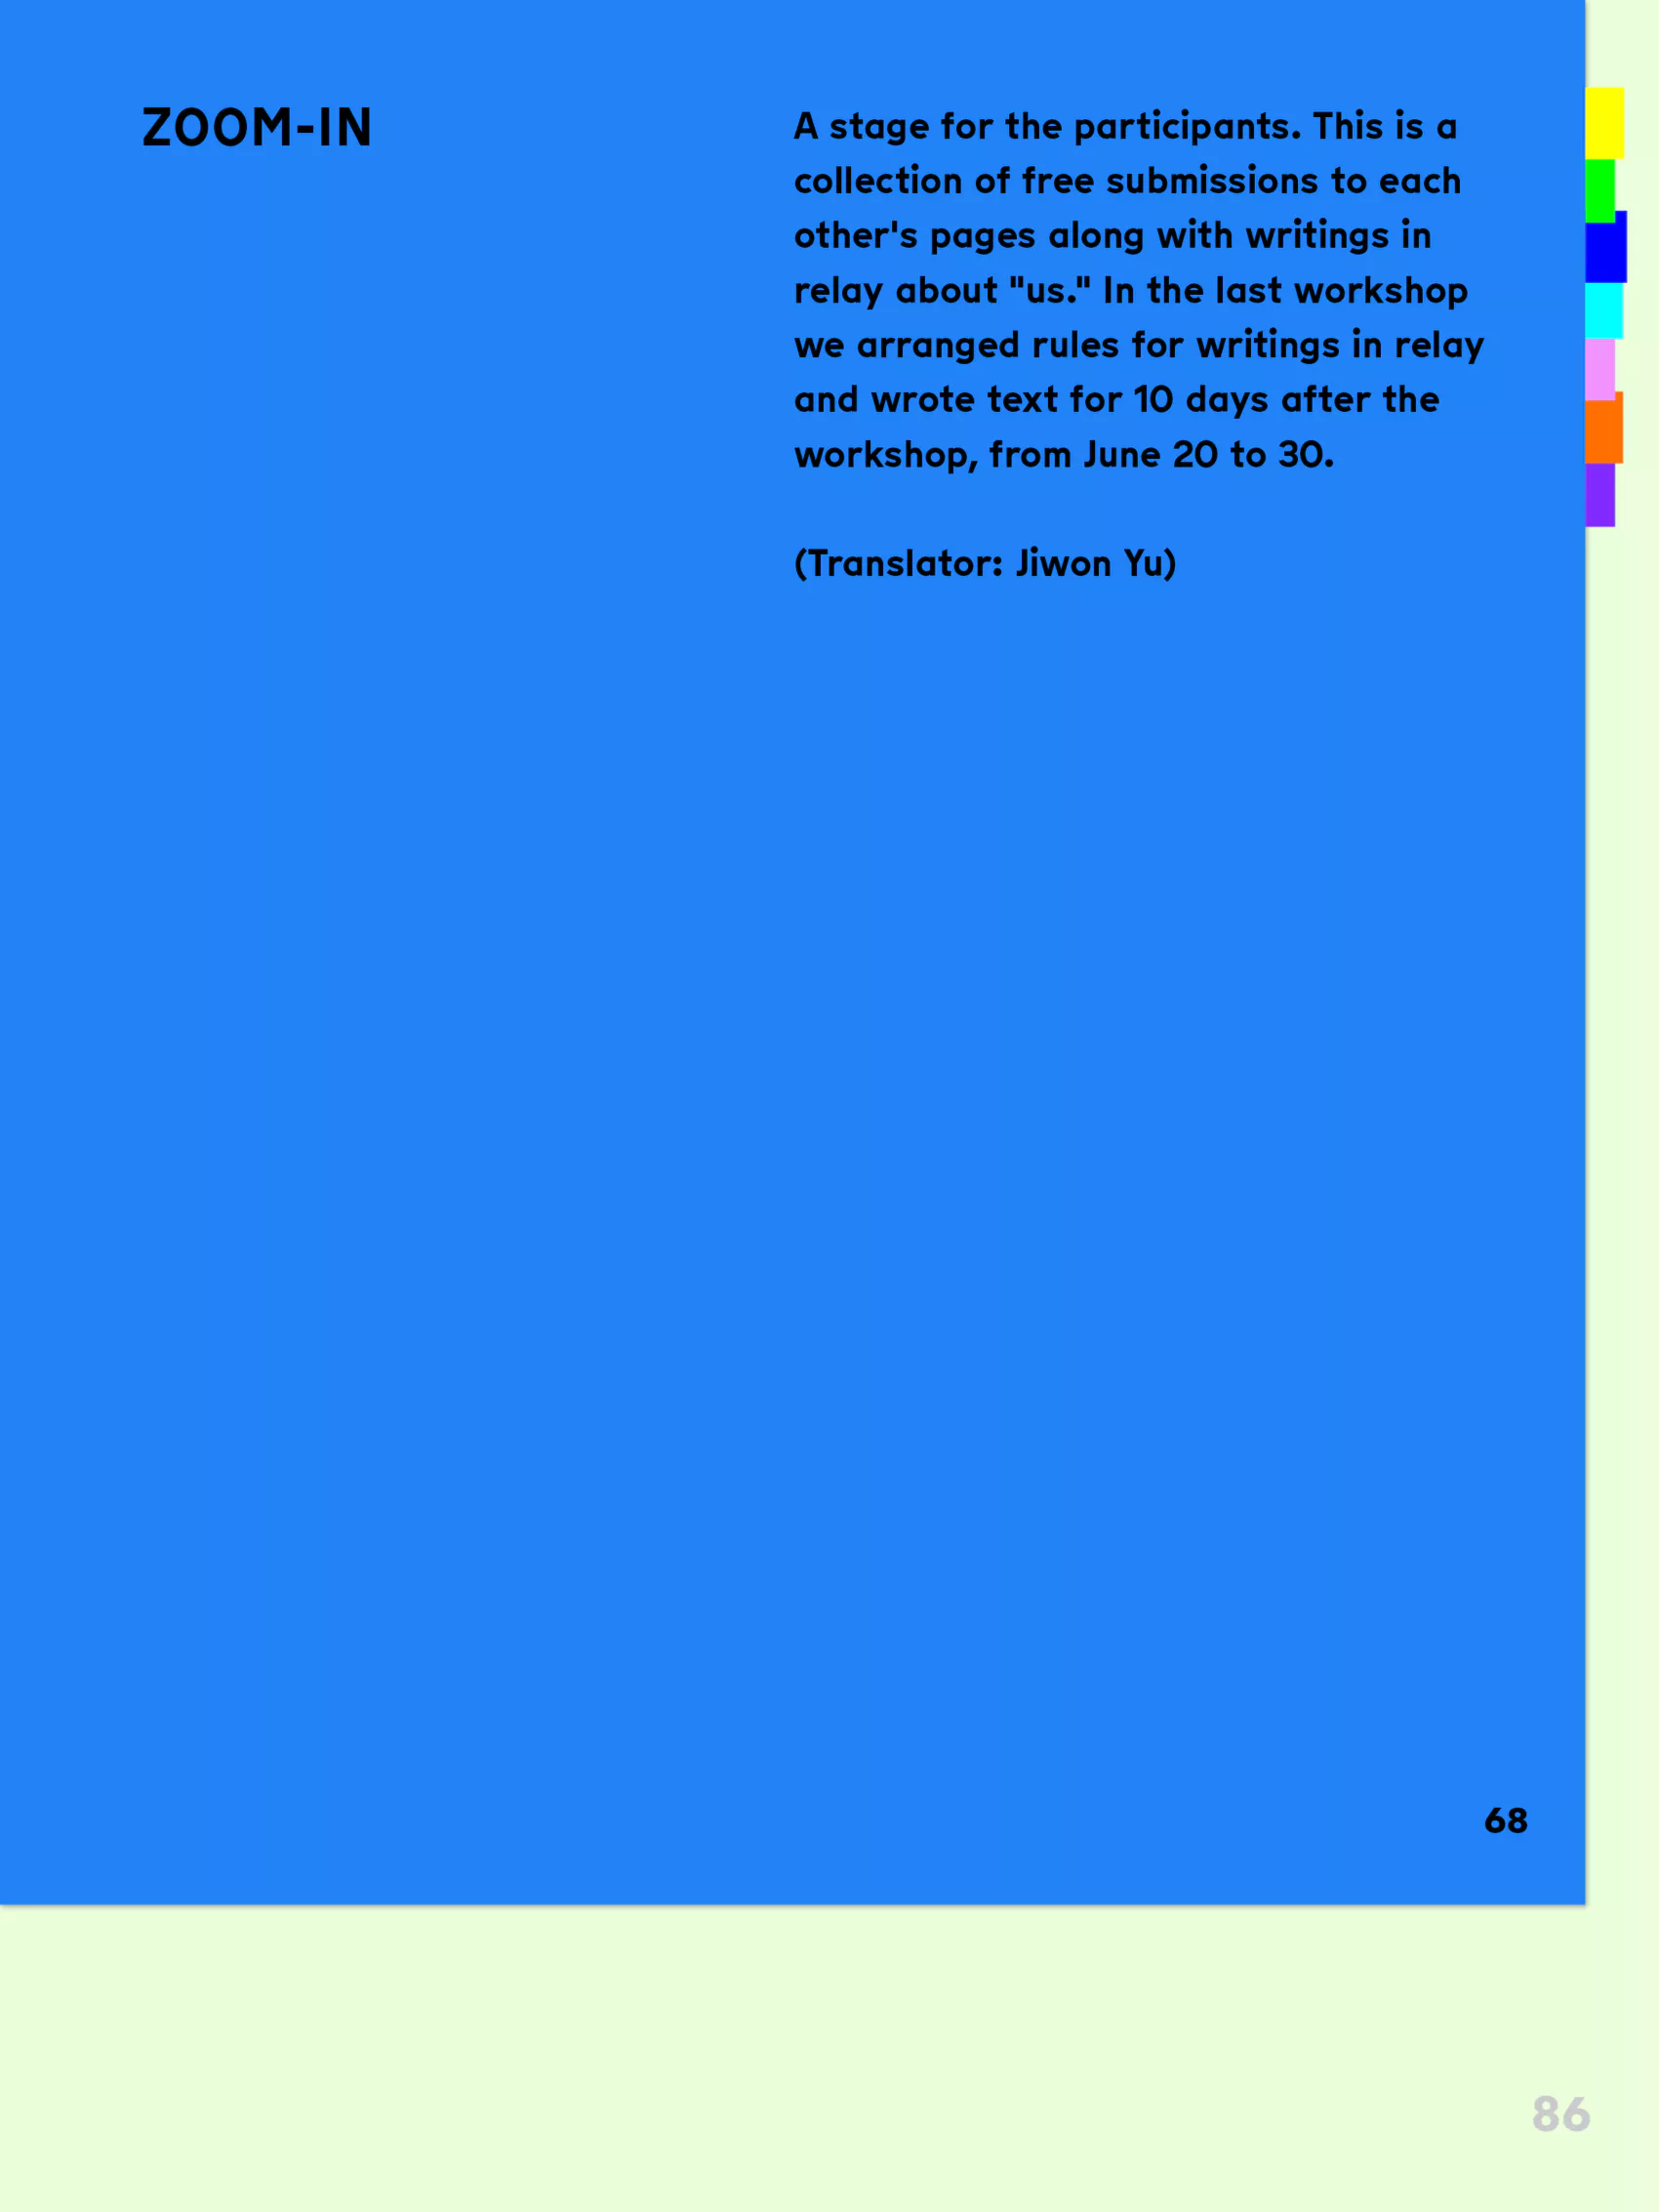 ZOOM-IN
A stage for the participants. This is a
collection of free submissions to each
other's pages along with writings in
relay about "us." In the last workshop
we arranged rules for writings in relay
and wrote text for 10 days after the
workshop, from June 20 to 30.
(Translator: Jiwon Yu)
68
86